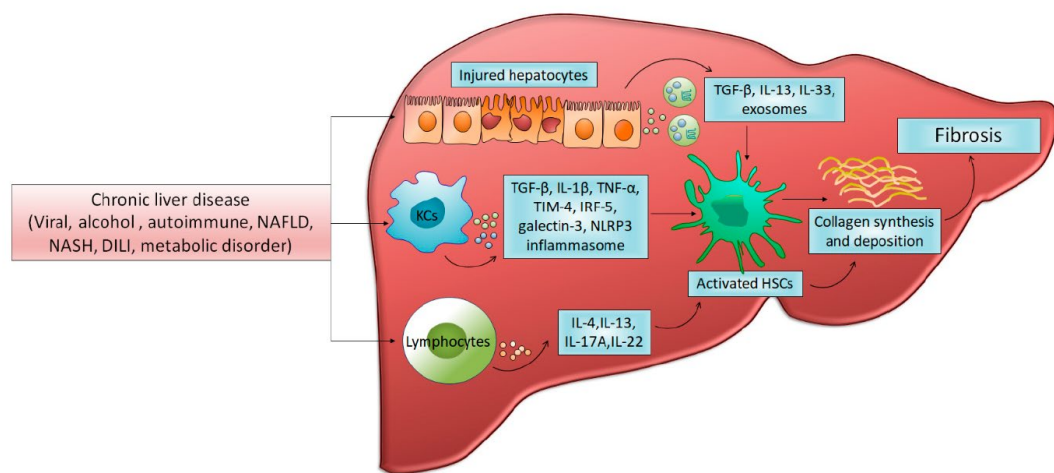 Chronic liver disease
(Viral, alcohol , autoimmune, NAFLD,
NASH, DILI, metabolic disorder)
Injured hepatocytes
TGF-β, IL-13, IL-33,
exosomes
KCs
TGF-β, IL-1β, TNF-α,
TIM-4, IRF-5,
galectin-3, NLRP3
inflammasome
Lymphocytes
IL-4,IL-13,
IL-17A,IL-22
Activated HSCs
Collagen synthesis
and deposition
Fibrosis